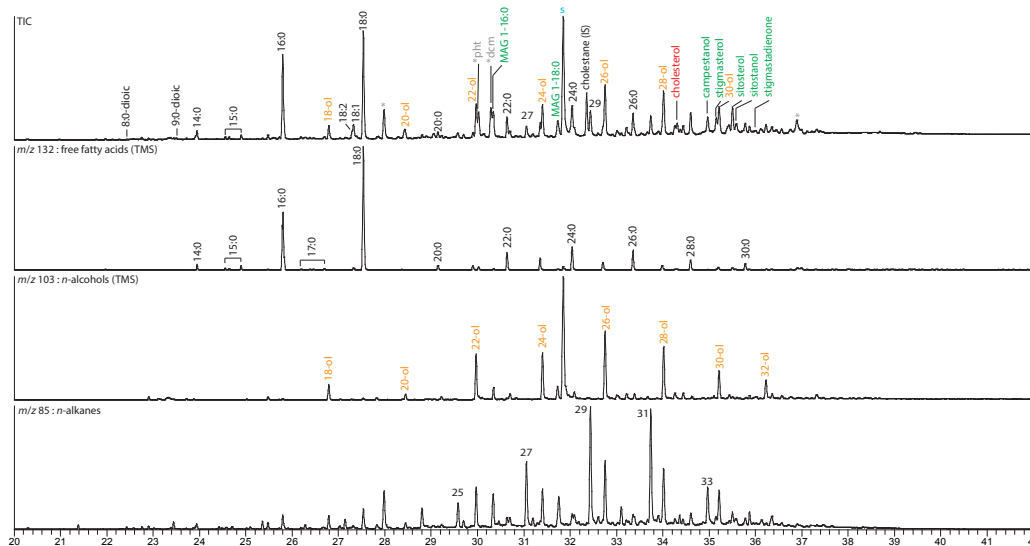 TIC
8:0-dioic
9:0-dioic
14:0
15:0
16:0
18-ol
18:2
18:1
18:0
*
20-ol
20:0
22-ol
*pht
*dcm
MAG 1-16:0
22:0
27
24-ol
MAG 1-18:0
s
24:0
cholestane (IS)
29
26-ol
26:0
28-ol
cholesterol
campestanol
stigmasterol
30-ol
sitosterol
sitostanol
stigmastadienone
*
m/z 132 : free fatty acids (TMS)
14:0
15:0
16:0
17:0
18:0
20:0
22:0
24:0
26:0
28:0
30:0
m/z 103 : n-alcohols (TMS)
18-ol
20-ol
22-ol
24-ol
26-ol
28-ol
30-ol
32-ol
m/z 85 : n-alkanes
25
27
29
31
33
20 21 22 23 24 25 26 27 28 29 30 31 32 33 34 35 36 37 38 39 40 41